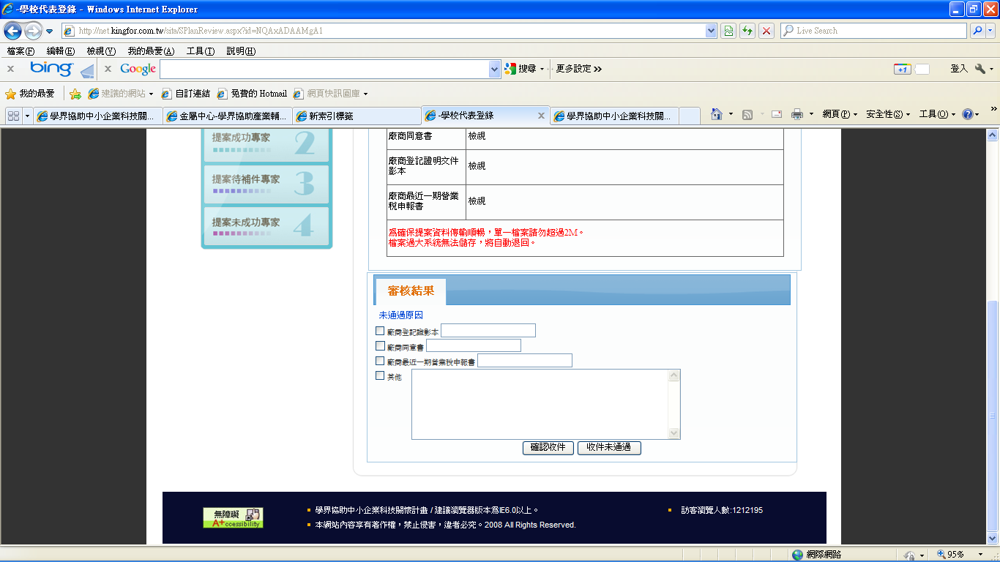 -學校代表登錄 - Windows Internet Explorer
http://net.kingfor.com.tw/sita/SPlanReview.aspx?id=NQAxADAAMgA1
Live Search
檔案(F) 編輯(E) 檢視(V) 我的最愛(A) 工具(T) 說明(H)
x bing x Google 搜尋 更多設定 >> +1 登入
我的最愛 建議的網站 自訂連結 免費的 Hotmail 網頁快訊圖庫
學界協助中小企業科技關... 金屬中心-學界協助產業輔... 新索引標籤 -學校代表登錄 學界協助中小企業科技關... 網頁(P) 安全性(S) 工具(O)
提案成功專家 2
提案待補件專家 3
提案未成功專家 4
廠商同意書 檢視
廠商登記證明文件
影本
檢視
廠商最近一期營業
稅申報書
檢視
為確保提案資料傳輸順暢，單一檔案請勿超過2M。
檔案過大系統無法儲存，將自動退回。
審核結果
未通過原因
廠商登記證影本
廠商同意書
廠商最近一期營業稅申報書
其他
確認收件 收件未通過
無障礙
A+ccessibility
學界協助中小企業科技關懷計畫 / 建議瀏覽器版本為IE6.0以上。
本網站內容享有著作權，禁止侵害，違者必究。2008 All Rights Reserved.
訪客瀏覽人數:1212195
網際網路 95%